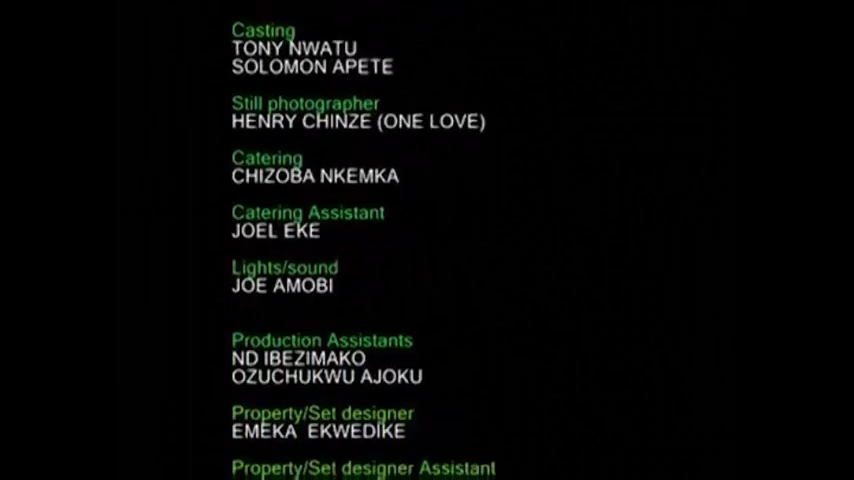 Casting
TONY NWATU
SOLOMON APETE
Still photographer
HENRY CHINZE (ONE LOVE)
Catering
CHIZOBA NKEMKA
Catering Assistant
JOEL EKE
Lights/sound
JOE AMOBI
Production Assistants
ND IBEZIMAKO
OZUCHUKWU AJOKU
Property/Set designer
EMEKA  EKWEDIKE
Property/Set designer Assistant